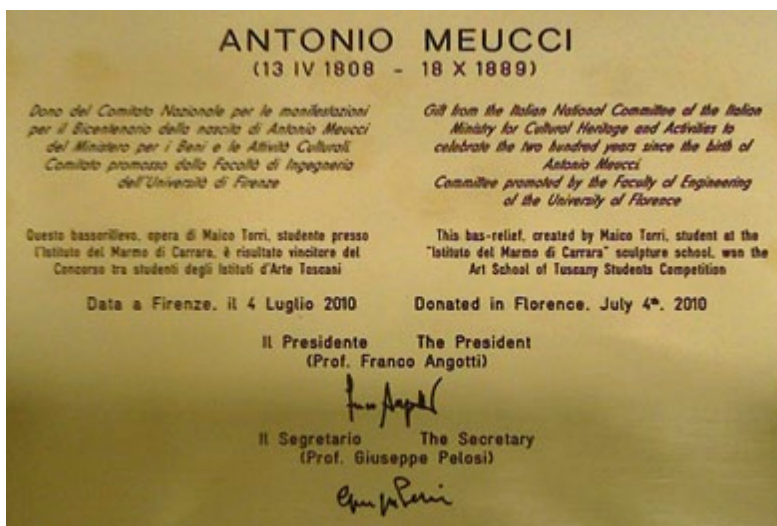 ANTONIO MEUCCI
(13 IV 1808 - 18 X 1889)
Dono del Comitato Nazionale per le manifestazioni
per il Bicentenario della nascita di Antonio Meucci
del Ministero per i Beni e le Attività Culturali.
Comitato promosso dalla Facoltà di Ingegneria
dell'Università di Firenze
Gift from the Italian National Committee of the Italian
Ministry for Cultural Heritage and Activities to
celebrate the two hundred years since the birth of
Antonio Meucci.
Committee promoted by the Faculty of Engineering
of the University of Florence
Questo bassorilievo, opera di Maico Torri, studente presso
l'Istituto del Marmo di Carrara, è risultato vincitore del
Concorso tra studenti degli Istituti d'Arte Toscani
This bas-relief, created by Maico Torri, student at the
"Istituto del Marmo di Carrara" sculpture school, won the
Art School of Tuscany Students Competition
Data a Firenze, il 4 Luglio 2010
Donated in Florence, July 4th, 2010
Il Presidente The President
(Prof. Franco Angotti)
Il Segretario The Secretary
(Prof. Giuseppe Pelosi)